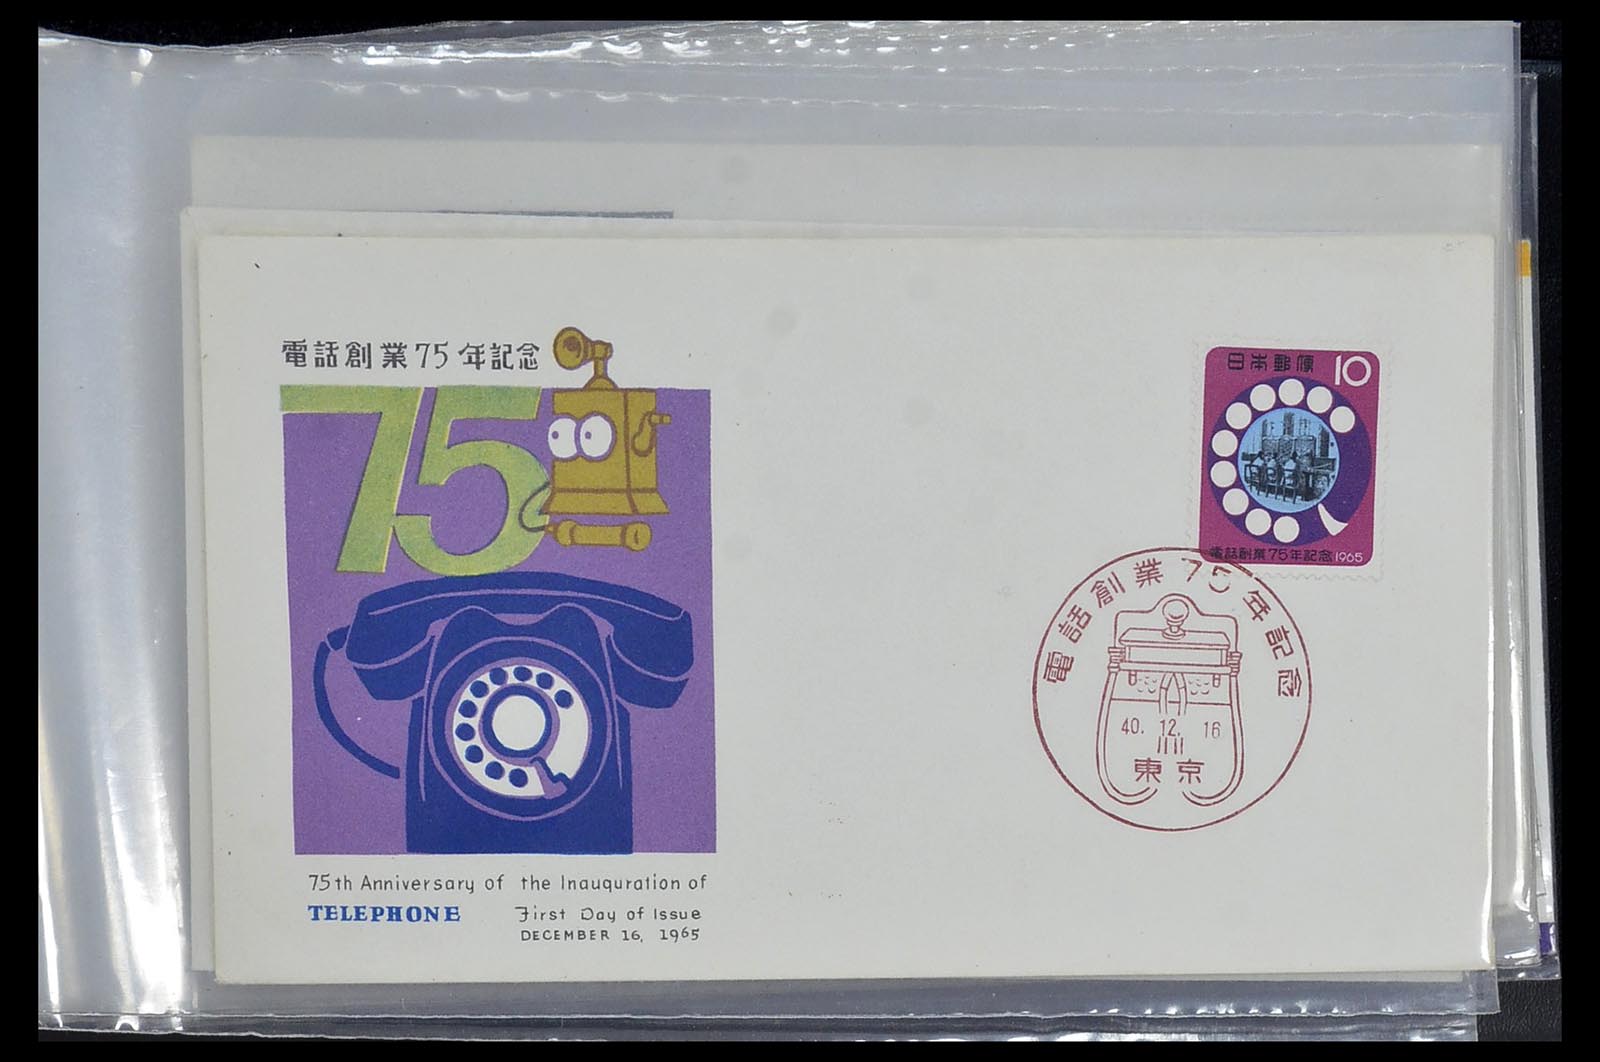 電話創業75年記念
75
75th Anniversary of the Inauguration of
TELEPHONE First Day of Issue
DECEMBER 16, 1965
日本郵便 10
電話創業75年記念 1965
電話創業75年記念
40. 12. 16
東京